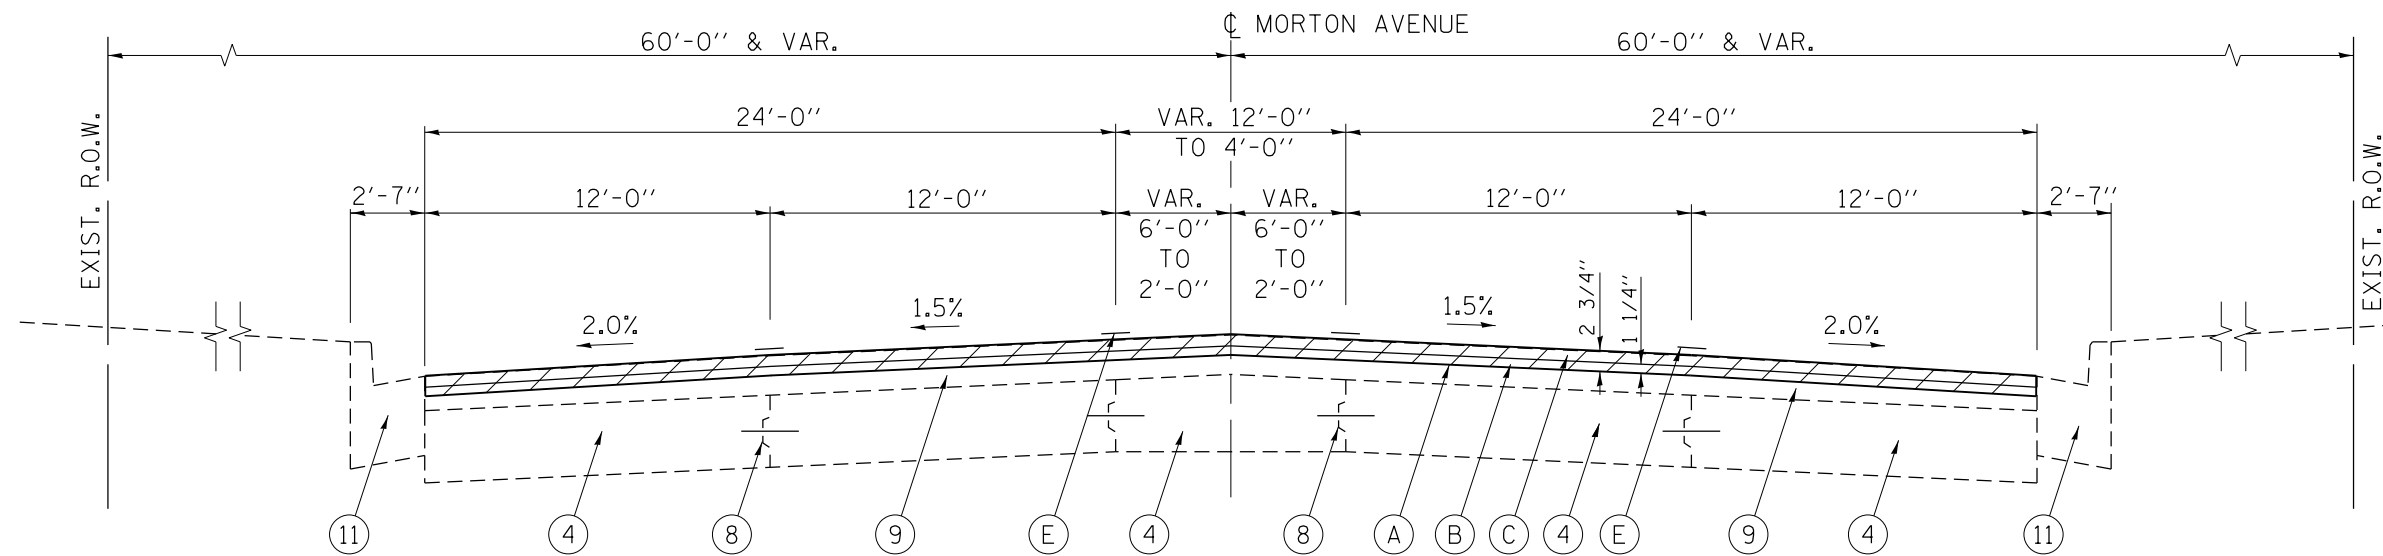 ℄ MORTON AVENUE
60'-0" & VAR.
60'-0" & VAR.
EXIST. R.O.W.
EXIST. R.O.W.
24'-0"
VAR. 12'-0"
TO 4'-0"
24'-0"
2'-7"
12'-0"
12'-0"
VAR.
6'-0"
TO
2'-0"
VAR.
6'-0"
TO
2'-0"
12'-0"
12'-0"
2'-7"
2.0%
1.5%
1.5%
2 3/4"
1 1/4"
2.0%
11
4
8
9
E
4
8
A
B
C
4
E
9
4
11